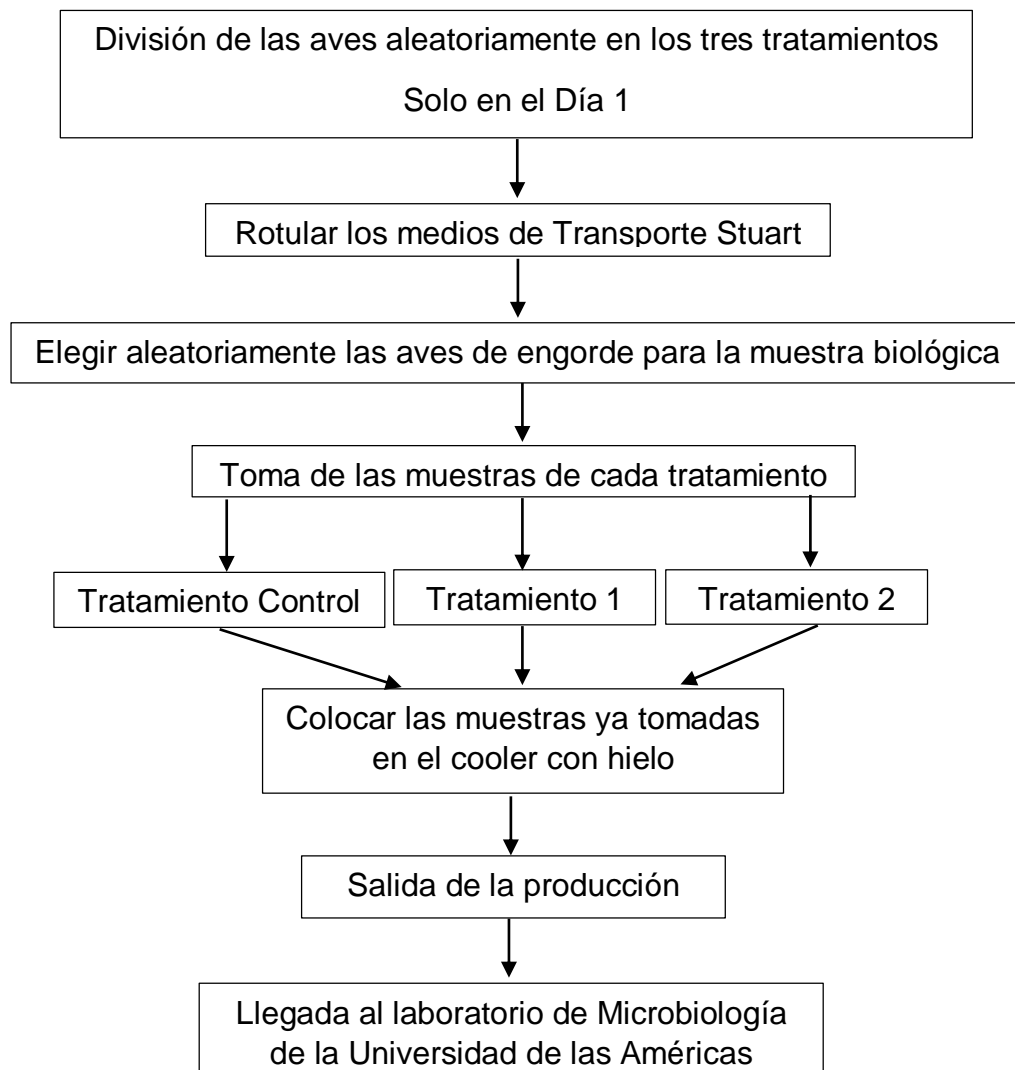 División de las aves aleatoriamente en los tres tratamientos
Solo en el Día 1
Rotular los medios de Transporte Stuart
Elegir aleatoriamente las aves de engorde para la muestra biológica
Toma de las muestras de cada tratamiento
Tratamiento Control
Tratamiento 1
Tratamiento 2
Colocar las muestras ya tomadas
en el cooler con hielo
Salida de la producción
Llegada al laboratorio de Microbiología
de la Universidad de las Américas